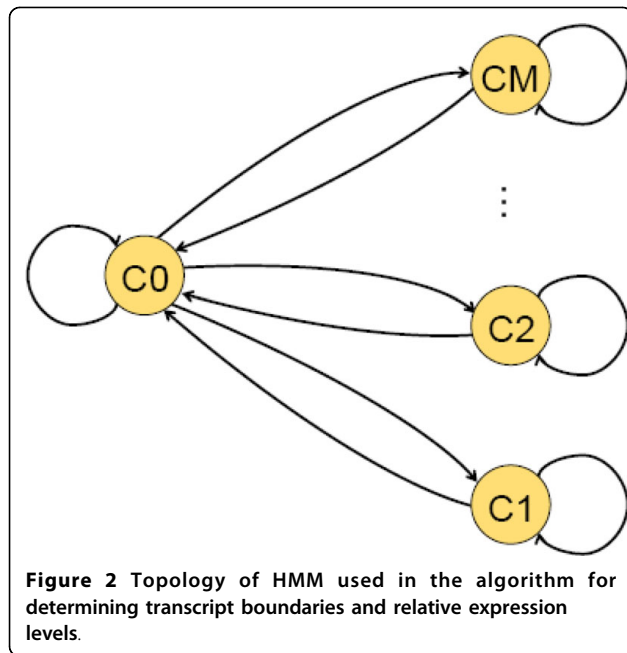 CM
⋮
C0
C2
C1
Figure 2 Topology of HMM used in the algorithm for
determining transcript boundaries and relative expression
levels.